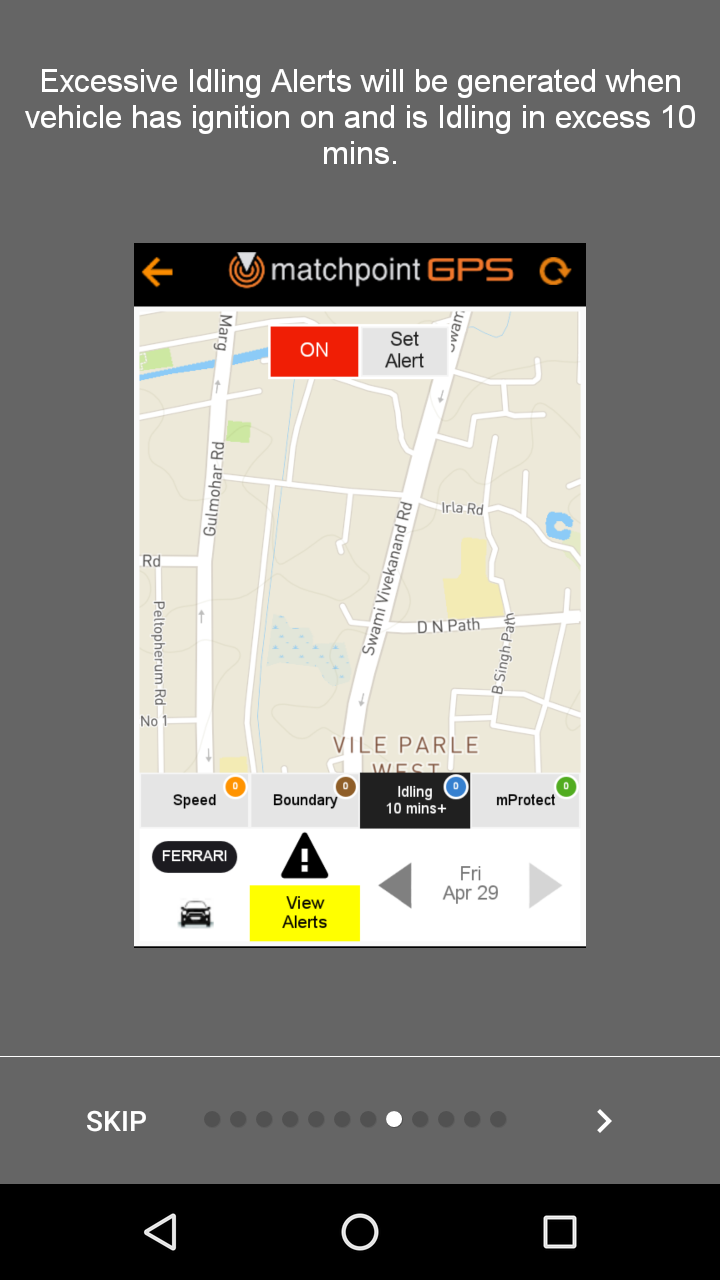 Excessive Idling Alerts will be generated when
vehicle has ignition on and is Idling in excess 10
mins.
matchpoint GPS
ON
Set
Alert
Marg
Swam
Gulmohar Rd
Irla Rd
Swami Vivekanand Rd
Rd
Peltopherum Rd
D N Path
B Singh Path
No 1
VILE PARLE
WEST
Speed
0
Boundary
0
Idling
10 mins+
0
mProtect
0
FERRARI
View
Alerts
Fri
Apr 29
SKIP